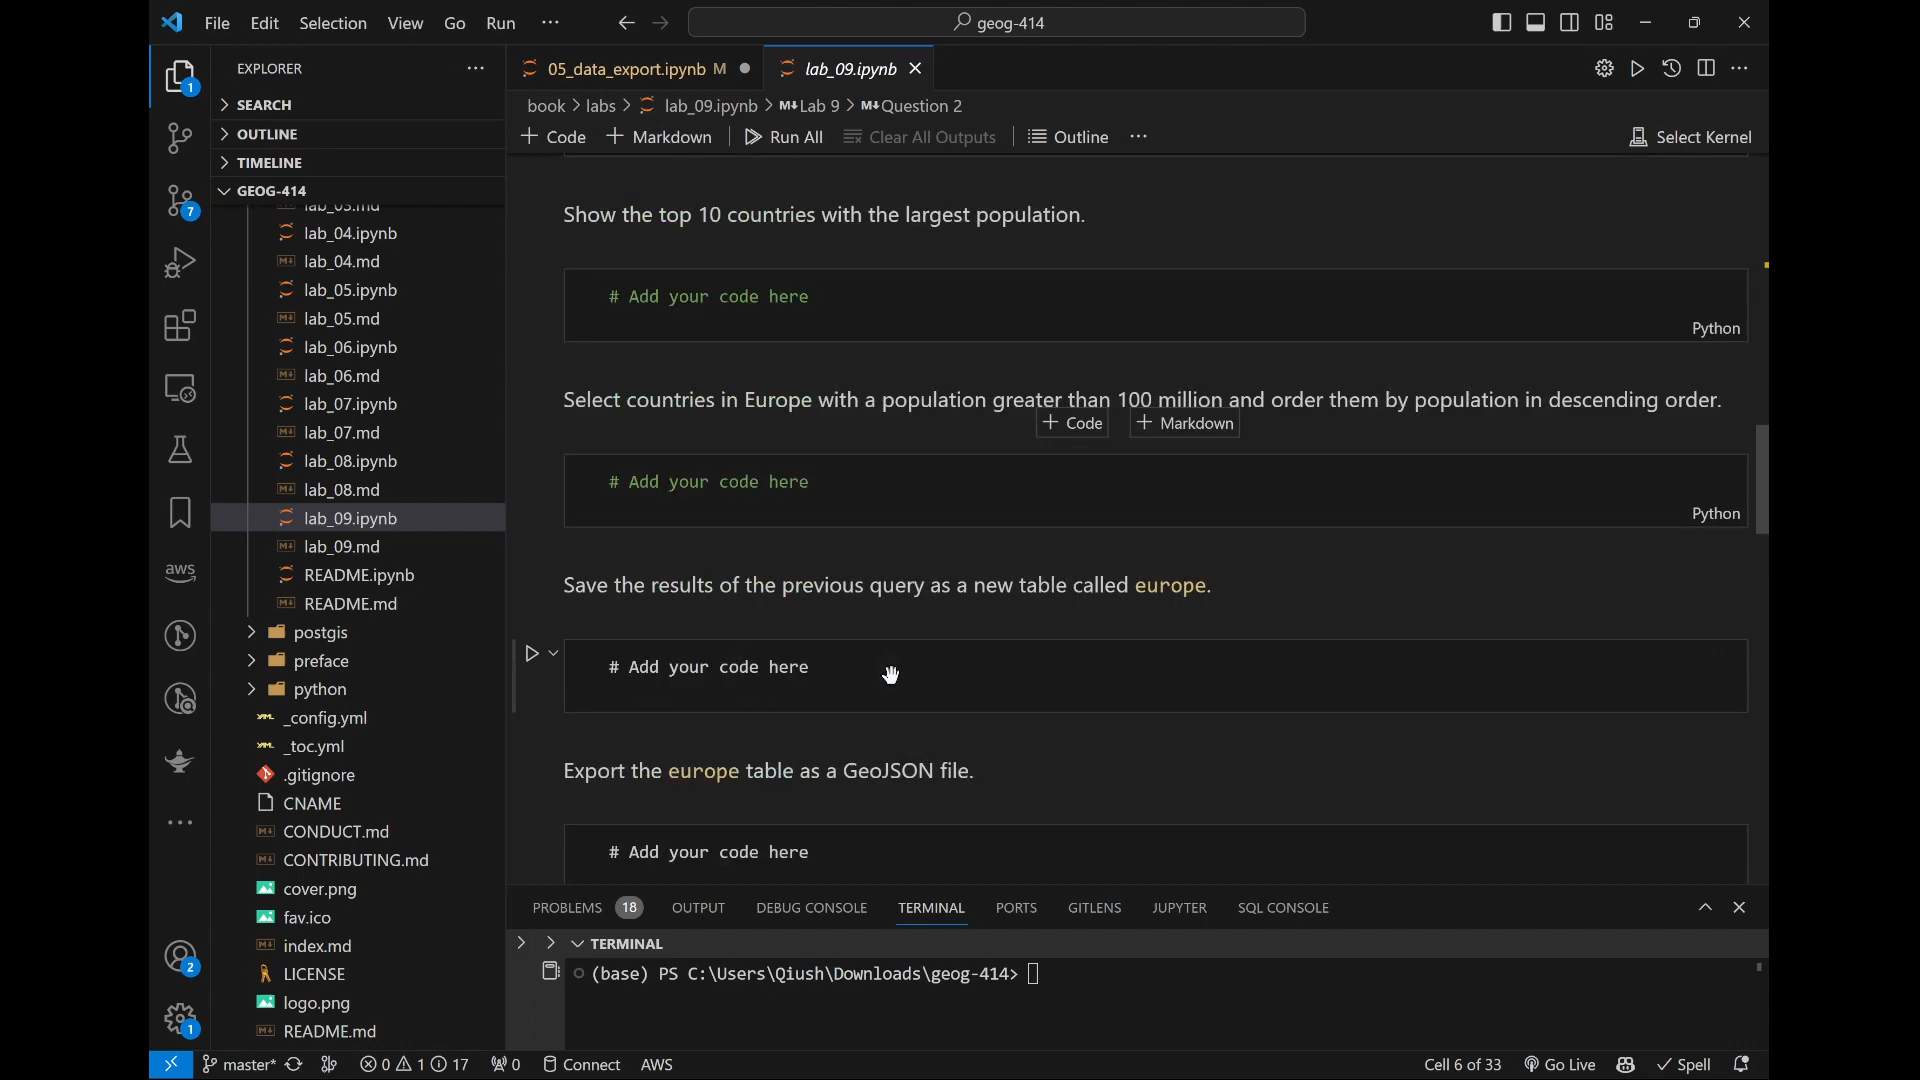 File Edit Selection View Go Run ··· geog-414
EXPLORER ···
05_data_export.ipynb M
lab_09.ipynb
SEARCH
book > labs > lab_09.ipynb > M↓Lab 9 > M↓Question 2
OUTLINE
+ Code + Markdown Run All Clear All Outputs Outline ··· Select Kernel
TIMELINE
GEOG-414
lab_03.md
lab_04.ipynb
lab_04.md
lab_05.ipynb
lab_05.md
lab_06.ipynb
lab_06.md
lab_07.ipynb
lab_07.md
lab_08.ipynb
lab_08.md
lab_09.ipynb
lab_09.md
README.ipynb
README.md
postgis
preface
python
_config.yml
_toc.yml
.gitignore
CNAME
CONDUCT.md
CONTRIBUTING.md
cover.png
fav.ico
index.md
LICENSE
logo.png
README.md
1
7
aws
2
1
Show the top 10 countries with the largest population.
# Add your code here
Python
Select countries in Europe with a population greater than 100 million and order them by population in descending order.
+ Code + Markdown
# Add your code here
Python
Save the results of the previous query as a new table called europe.
# Add your code here
Export the europe table as a GeoJSON file.
# Add your code here
PROBLEMS 18 OUTPUT DEBUG CONSOLE TERMINAL PORTS GITLENS JUPYTER SQL CONSOLE
TERMINAL
(base) PS C:\Users\Qiush\Downloads\geog-414>
master* 0 1 17 0 Connect AWS Cell 6 of 33 Go Live Spell